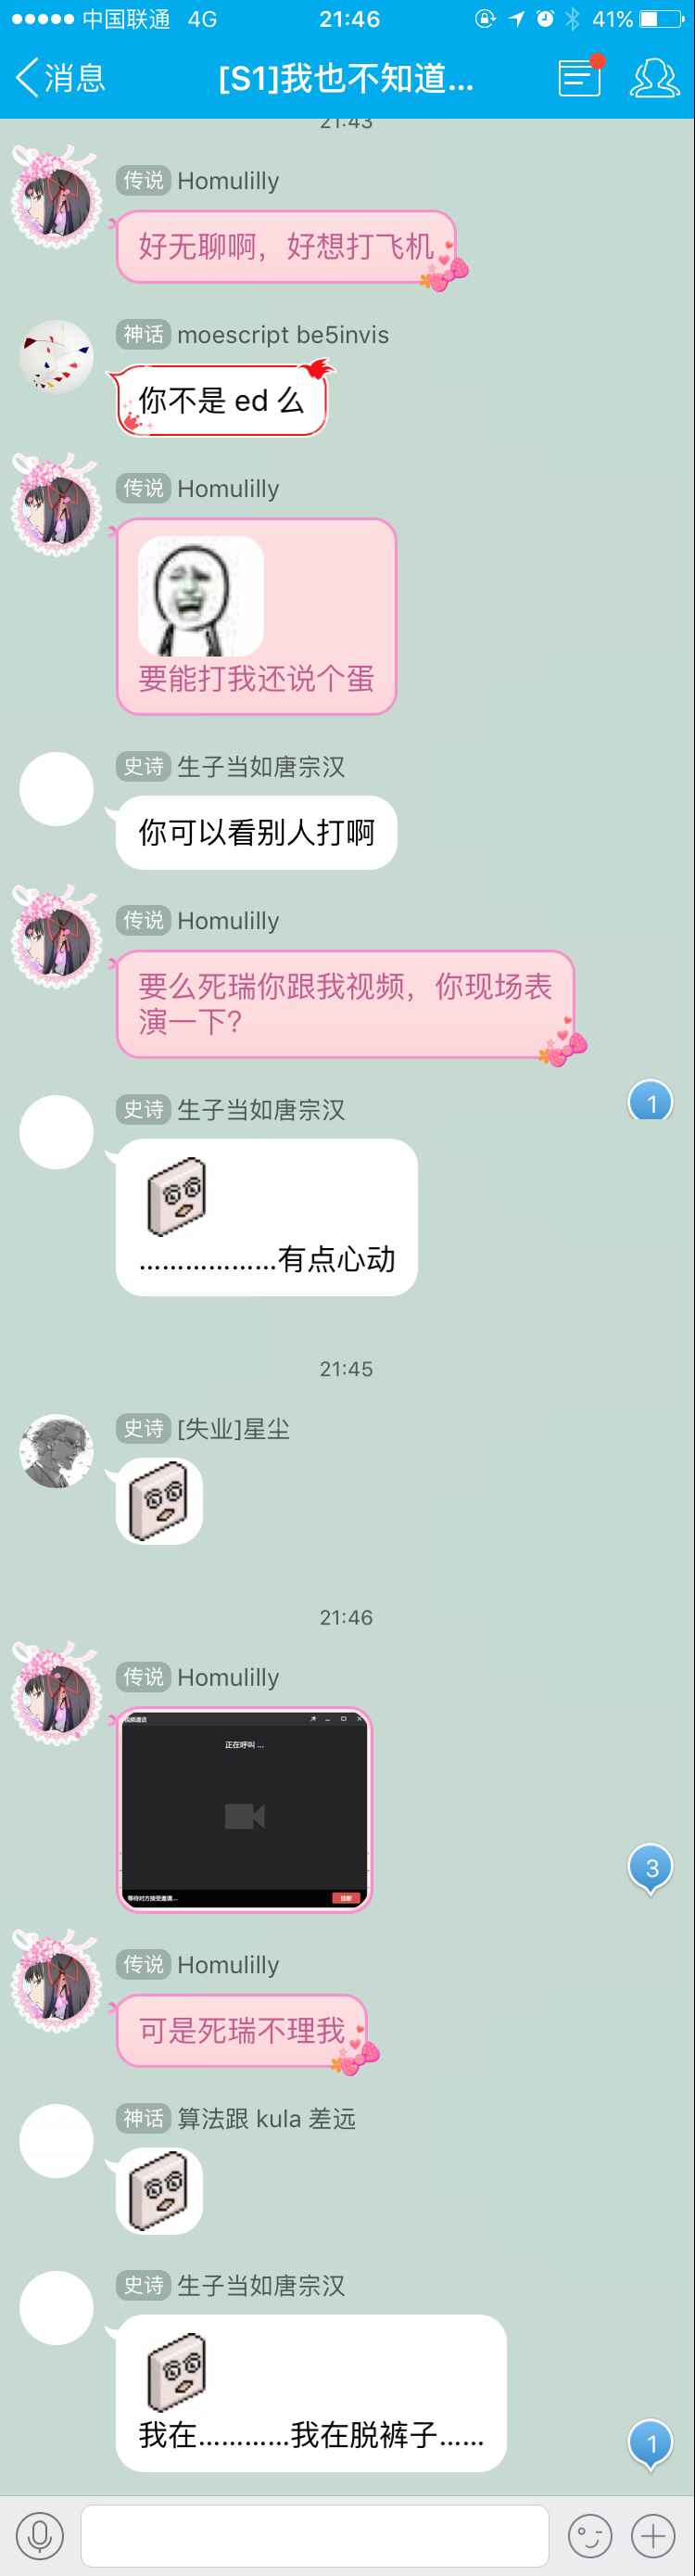 中国联通 4G 21:46 41%
消息 [S1]我也不知道...
21:43
传说 Homulilly
好无聊啊，好想打飞机
神话 moescript be5invis
你不是 ed 么
传说 Homulilly
要能打我还说个蛋
史诗 生子当如唐宗汉
你可以看别人打啊
传说 Homulilly
要么死瑞你跟我视频，你现场表
演一下？
史诗 生子当如唐宗汉
1
..................有点心动
21:45
史诗 [失业]星尘
21:46
传说 Homulilly
视频邀请
正在呼叫 ...
等待对方接受邀请...
挂断
3
传说 Homulilly
可是死瑞不理我
神话 算法跟 kula 差远
史诗 生子当如唐宗汉
我在............我在脱裤子......
1